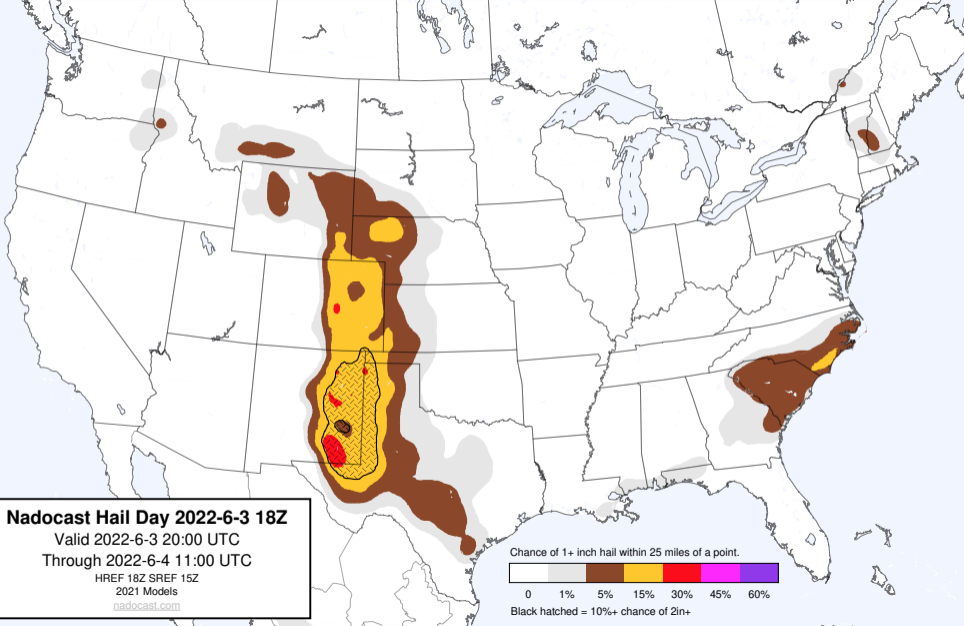 Nadocast Hail Day 2022-6-3 18Z
Valid 2022-6-3 20:00 UTC
Through 2022-6-4 11:00 UTC
HREF 18Z SREF 15Z
2021 Models
nadocast.com
Chance of 1+ inch hail within 25 miles of a point.
0 1% 5% 15% 30% 45% 60%
Black hatched = 10%+ chance of 2in+